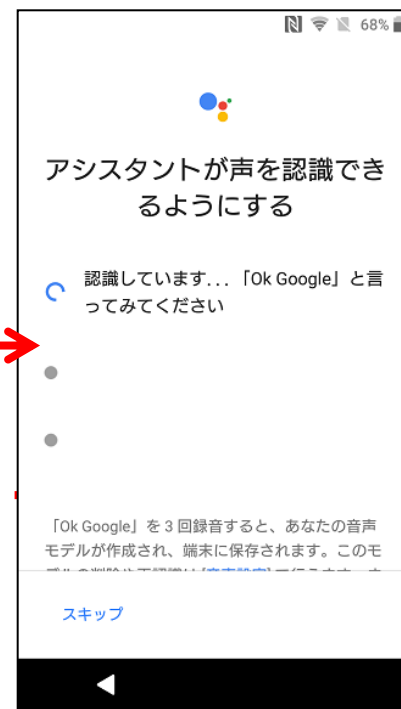 68%
アシスタントが声を認識でき
るようにする
認識しています...「Ok Google」と言
ってみてください
「Ok Google」を 3 回録音すると、あなたの音声
モデルが作成され、端末に保存されます。このモ
スキップ